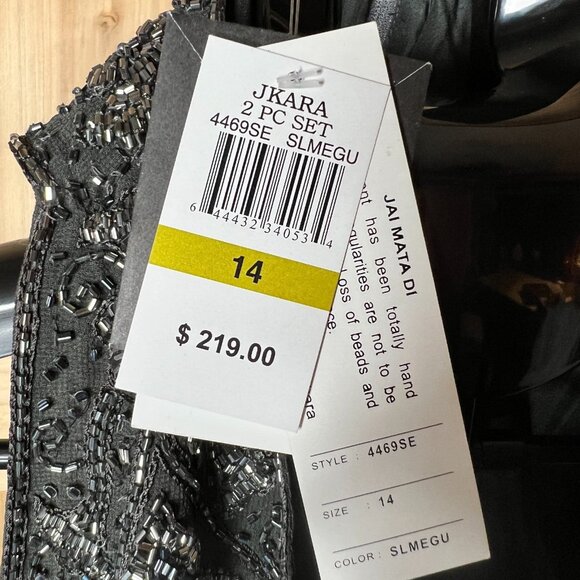 JKARA
2 PC SET
4469SE SLMEGU
6 44432 34053 4
14
$ 219.00
JAI MATA DI
has been totally hand
are not to be
Loss of beads and
STYLE : 4469SE
SIZE : 14
COLOR : SLMEGU